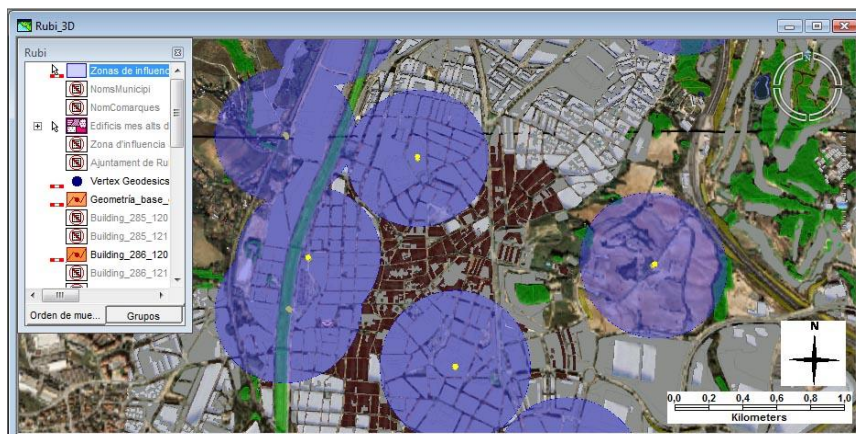 Rubi_3D
Rubi
Zonas de influenc
NomsMunicipi
NomComarques
Edificis mes alts d
Zona d'influencia
Ajuntament de Ru
Vertex Geodesics
Geometría_base_
Building_285_120
Building_285_121
Building_286_120
Building_286_121
Orden de mue... Grupos
N
0,0 0,2 0,4 0,6 0,8 1,0
Kilometers